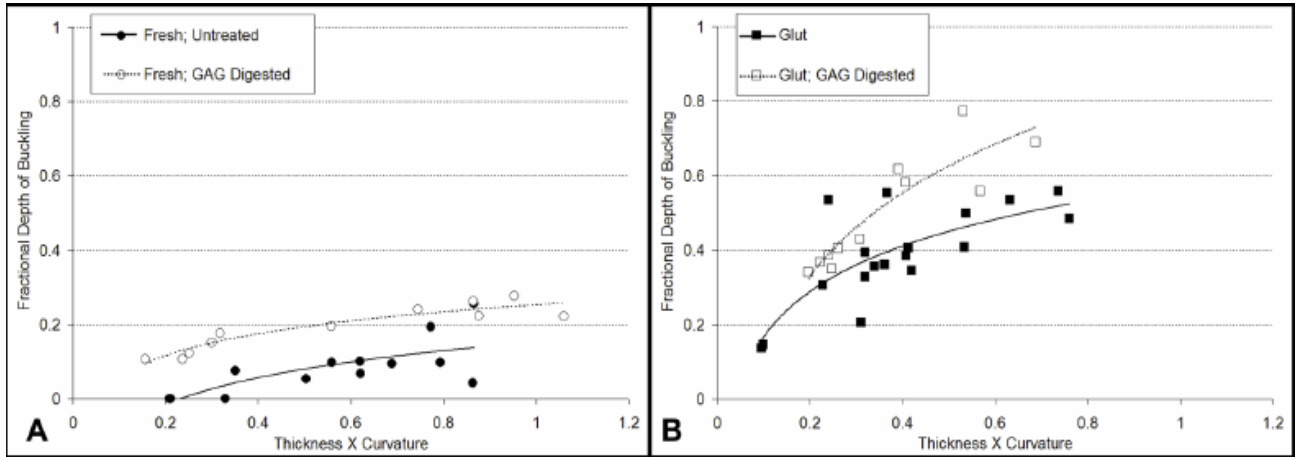 Fresh; Untreated
Fresh; GAG Digested
Fractional Depth of Buckling
1
0.8
0.6
0.4
0.2
0
0 0.2 0.4 0.6 0.8 1 1.2
A
Thickness X Curvature
Glut
Glut; GAG Digested
Fractional Depth of Buckling
1
0.8
0.6
0.4
0.2
0
0 0.2 0.4 0.6 0.8 1 1.2
B
Thickness X Curvature